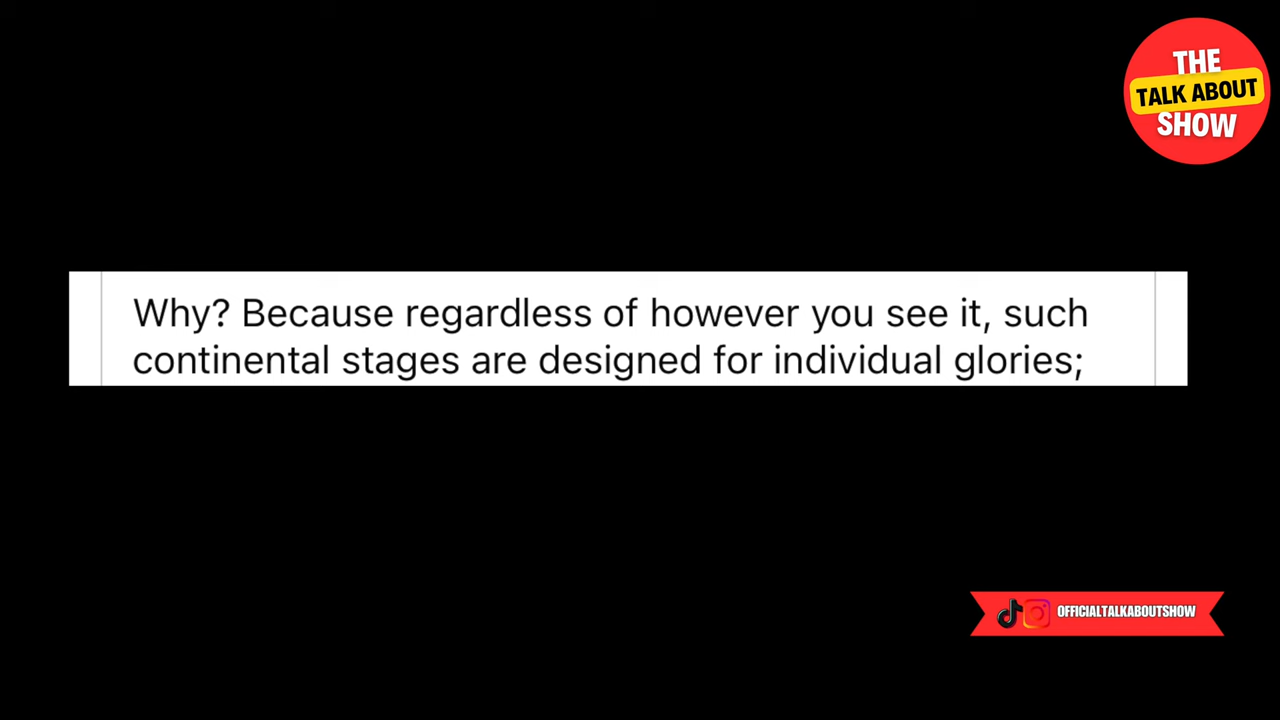 THE
TALK ABOUT
SHOW
Why? Because regardless of however you see it, such
continental stages are designed for individual glories;
OFFICIALTALKABOUTSHOW